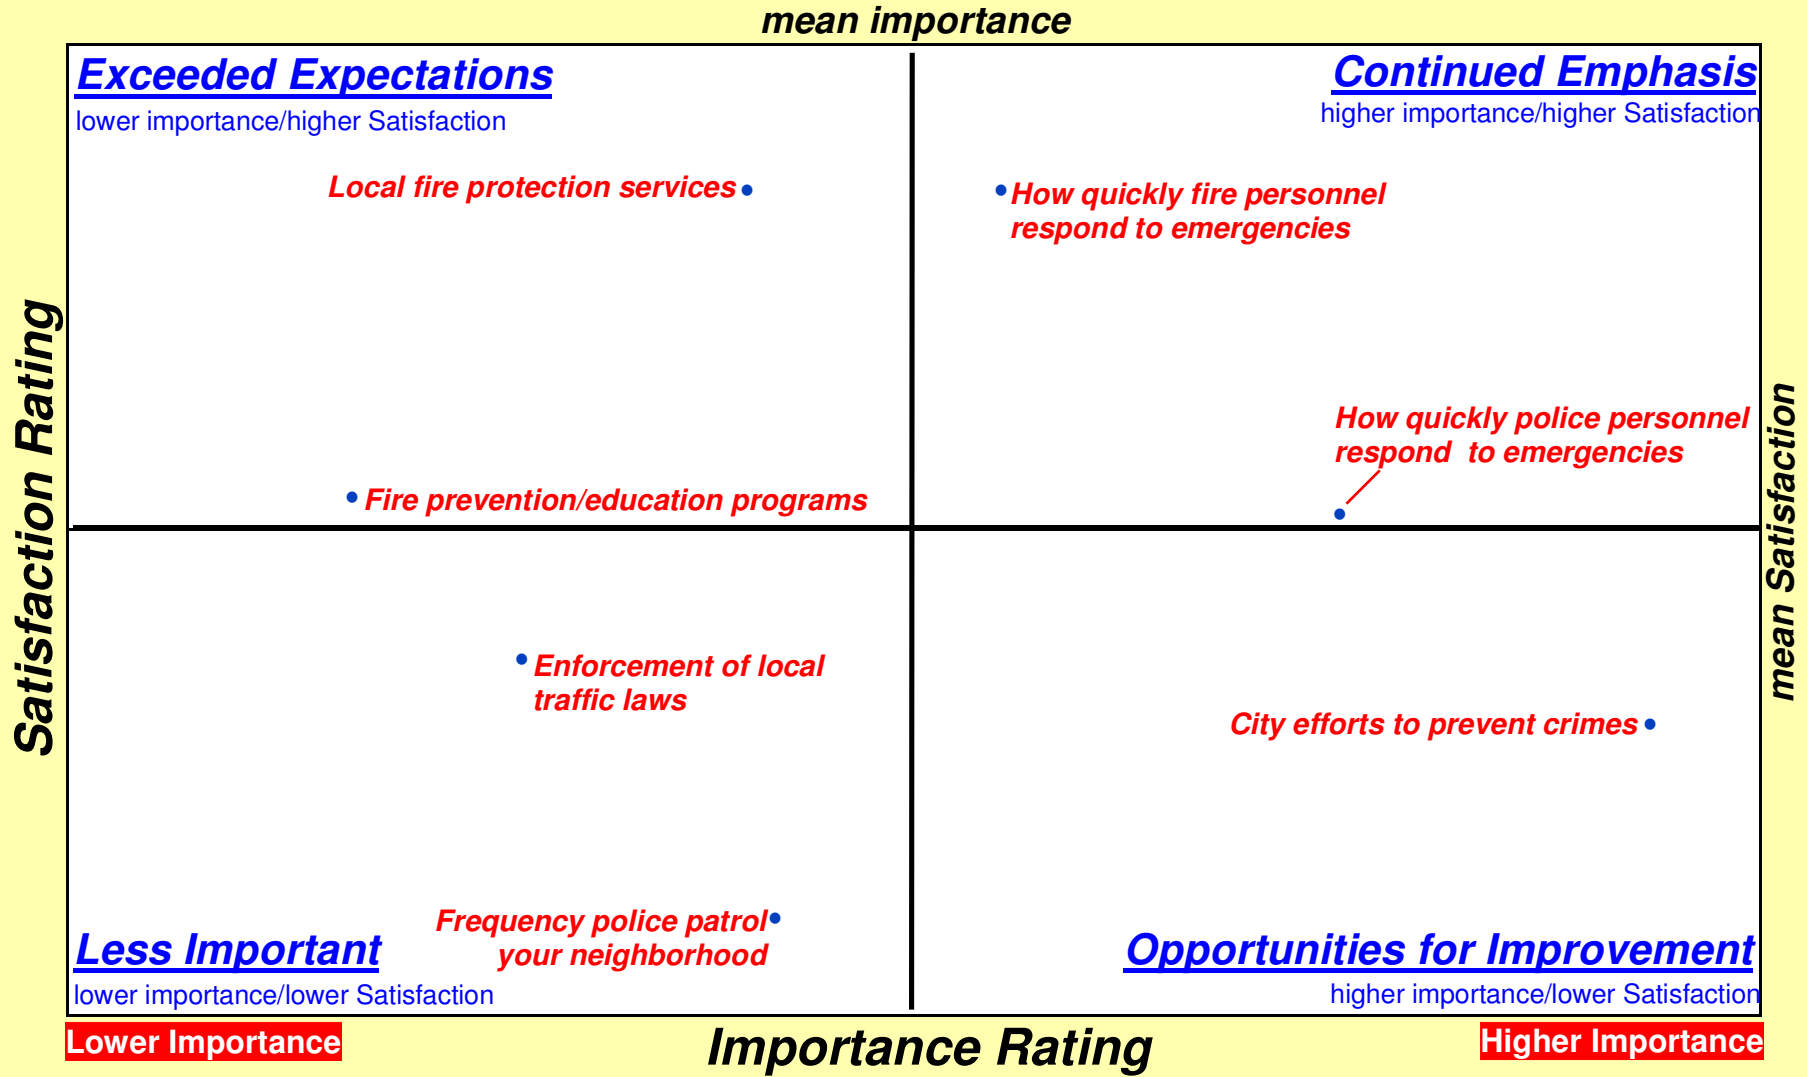 mean importance
Exceeded Expectations
lower importance/higher Satisfaction
Continued Emphasis
higher importance/higher Satisfaction
Local fire protection services
How quickly fire personnel
respond to emergencies
How quickly police personnel
respond to emergencies
Fire prevention/education programs
Satisfaction Rating
mean Satisfaction
Enforcement of local
traffic laws
City efforts to prevent crimes
Frequency police patrol
your neighborhood
Less Important
lower importance/lower Satisfaction
Opportunities for Improvement
higher importance/lower Satisfaction
Lower Importance
Importance Rating
Higher Importance